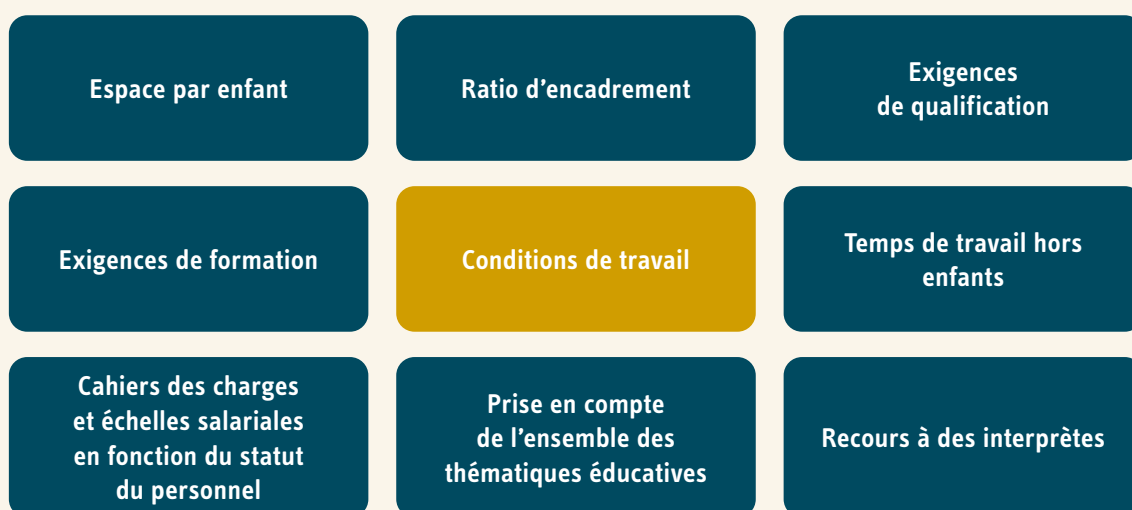 Espace par enfant
Ratio d'encadrement
Exigences
de qualification
Exigences de formation
Conditions de travail
Temps de travail hors
enfants
Cahiers des charges
et échelles salariales
en fonction du statut
du personnel
Prise en compte
de l'ensemble des
thématiques éducatives
Recours à des interprètes